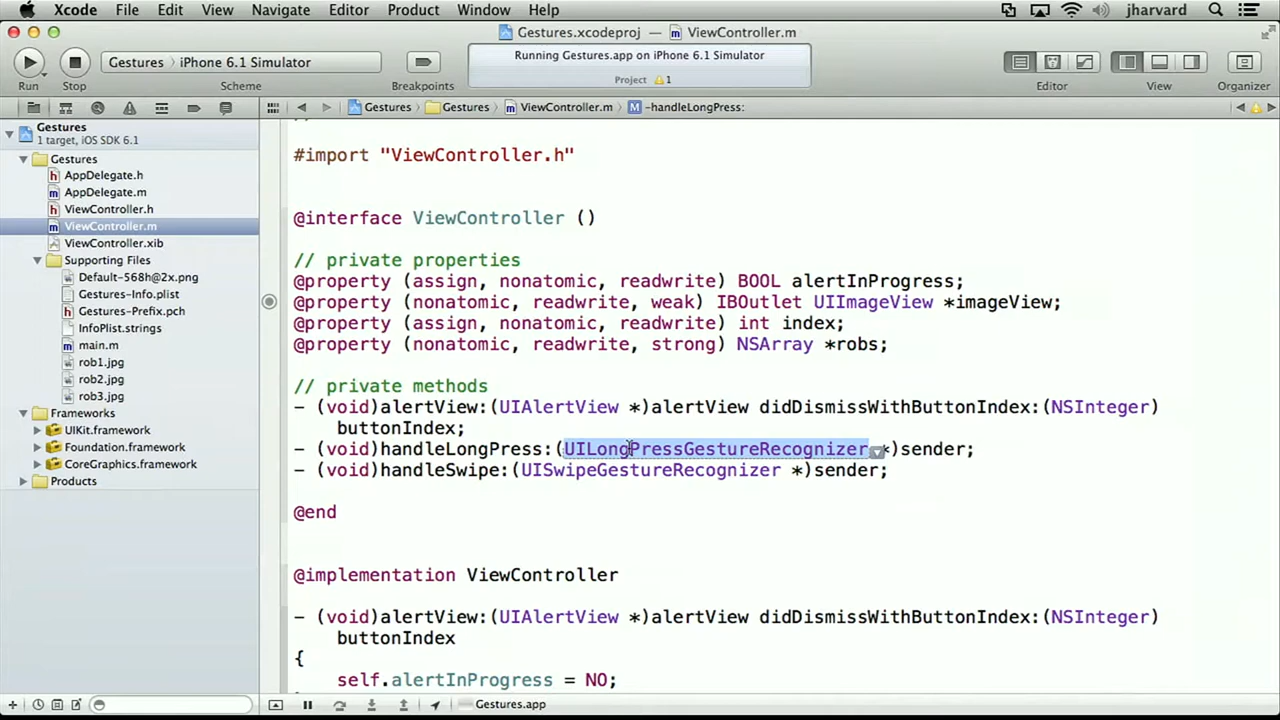 Xcode File Edit View Navigate Editor Product Window Help jharvard
Gestures.xcodeproj — ViewController.m
Run Stop Gestures 〉 iPhone 6.1 Simulator Scheme Breakpoints
Running Gestures.app on iPhone 6.1 Simulator
Project 1
Editor View Organizer
Gestures Gestures ViewController.m M -handleLongPress:
Gestures
1 target, iOS SDK 6.1
Gestures
h AppDelegate.h
m AppDelegate.m
h ViewController.h
m ViewController.m
ViewController.xib
Supporting Files
Default-568h@2x.png
Gestures-Info.plist
Gestures-Prefix.pch
InfoPlist.strings
m main.m
rob1.jpg
rob2.jpg
rob3.jpg
Frameworks
UIKit.framework
Foundation.framework
CoreGraphics.framework
Products
#import "ViewController.h"
@interface ViewController ()
// private properties
@property (assign, nonatomic, readwrite) BOOL alertInProgress;
@property (nonatomic, readwrite, weak) IBOutlet UIImageView *imageView;
@property (assign, nonatomic, readwrite) int index;
@property (nonatomic, readwrite, strong) NSArray *robs;
// private methods
- (void)alertView:(UIAlertView *)alertView didDismissWithButtonIndex:(NSInteger)
buttonIndex;
- (void)handleLongPress:(UILongPressGestureRecognizer *)sender;
- (void)handleSwipe:(UISwipeGestureRecognizer *)sender;
@end
@implementation ViewController
- (void)alertView:(UIAlertView *)alertView didDismissWithButtonIndex:(NSInteger)
buttonIndex
{
self.alertInProgress = NO;
Gestures.app